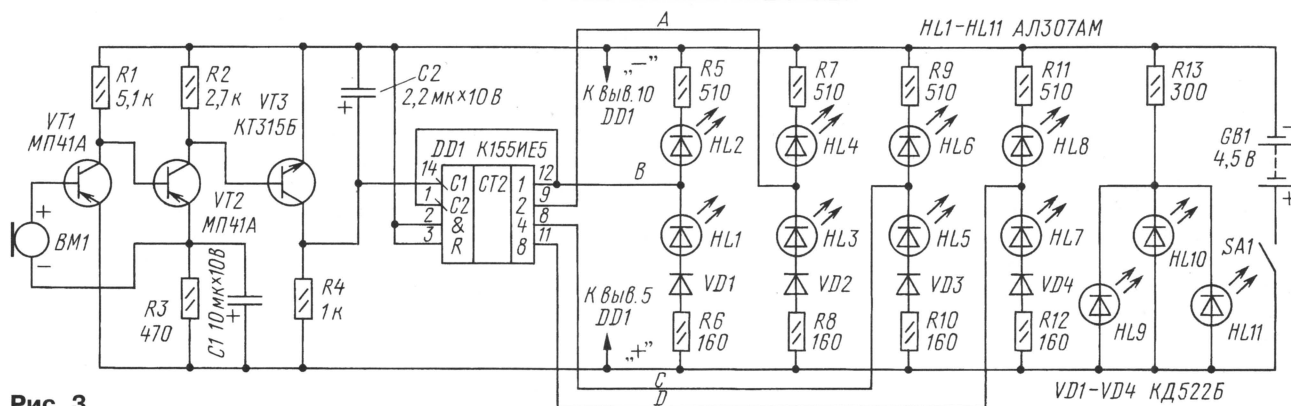 A
HL1–HL11 АЛ307АМ
R1
5,1 к
R2
2,7 к
VT3
КТ315Б
C2
2,2 мк×10 В
+
„–"
К выв. 10
DD1
R5
510
R7
510
R9
510
R11
510
R13
300
VT1
МП41А
DD1 К155ИЕ5
HL2
HL4
HL6
HL8
GB1
4,5 В
–
+
14
1
2
3
C1
C2
&
R
CT2
1
2
4
8
12
9
8
11
B
VT2
МП41А
BM1
+
–
HL1
HL3
HL5
HL7
HL10
SA1
R3
470
C1 10 мк×10В
+
R4
1 к
К выв. 5
DD1
„+"
VD1
VD2
VD3
VD4
R6
160
R8
160
R10
160
R12
160
HL9
HL11
C
D
VD1–VD4 КД522Б
Рис. 3